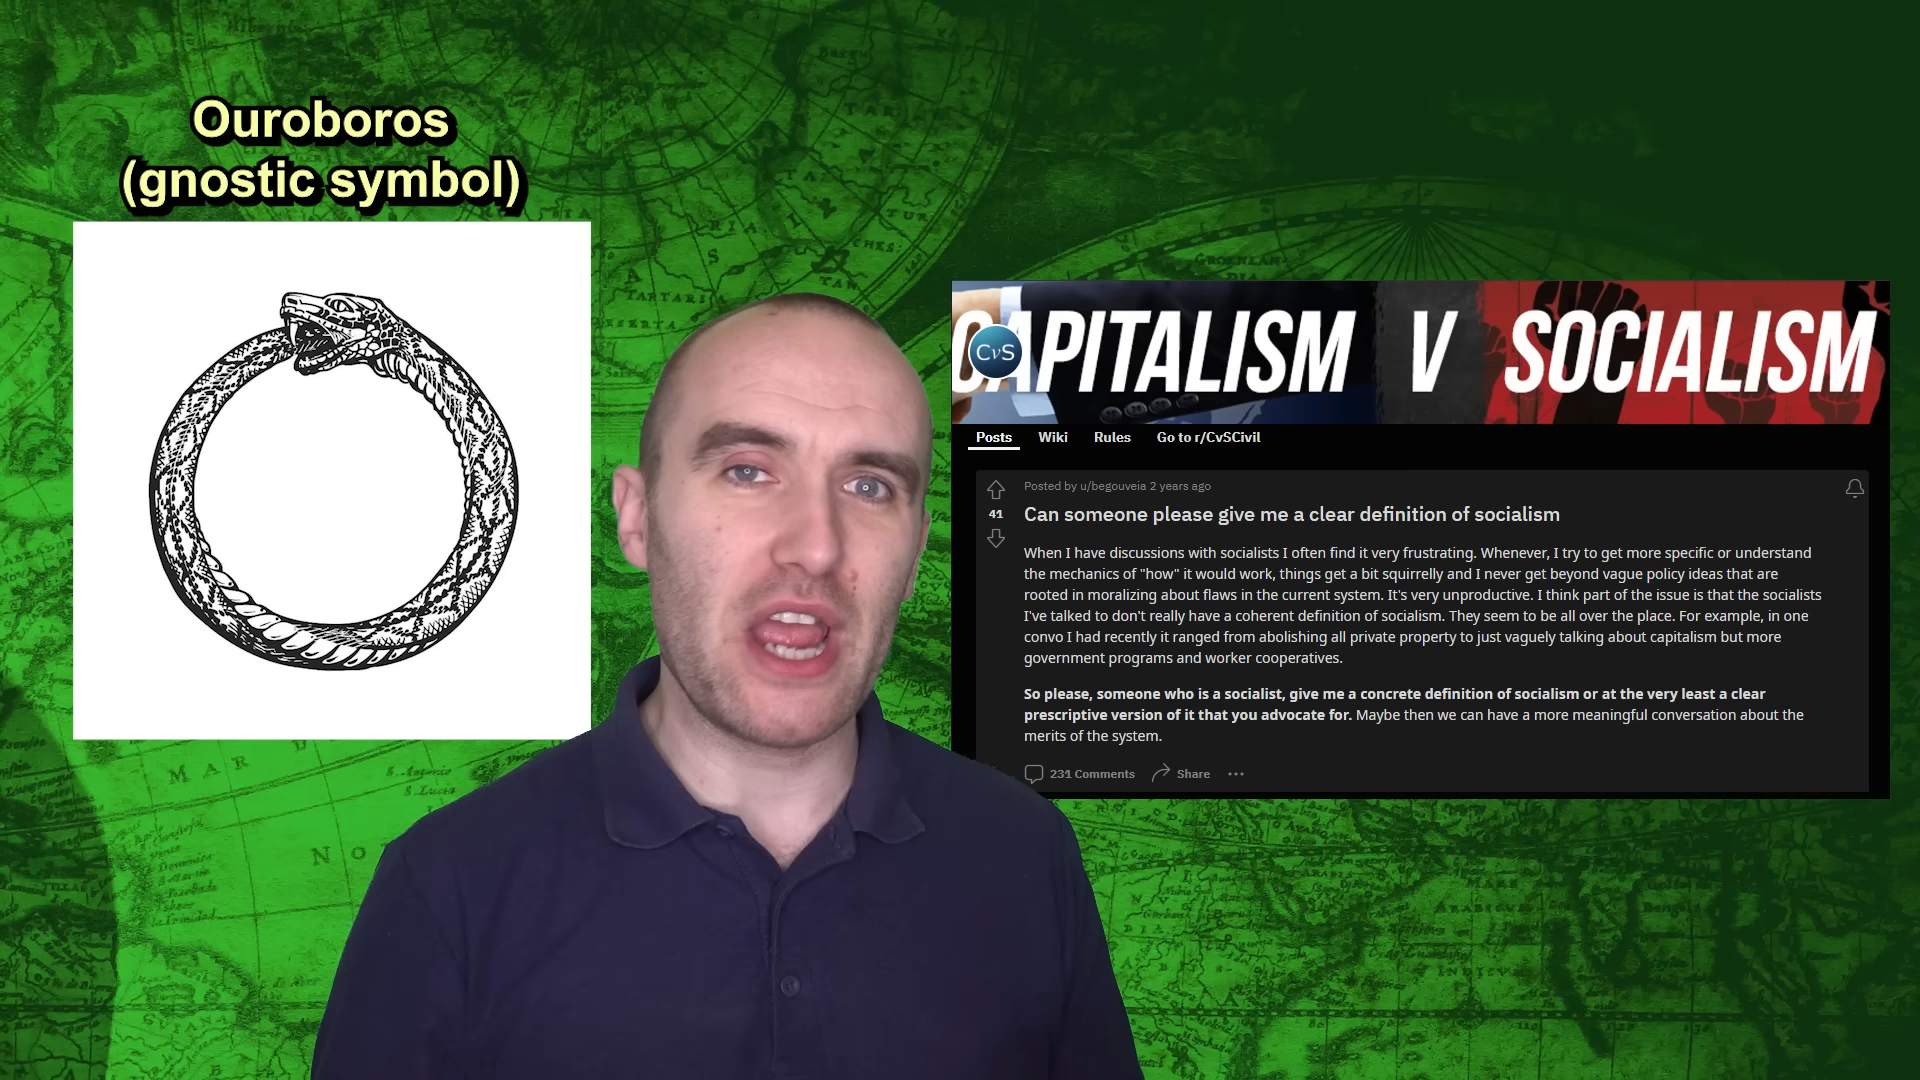 Ouroboros
(gnostic symbol)
CAPITALISM V SOCIALISM
CvS
Posts Wiki Rules Go to r/CvSCivil
Posted by u/begouveia 2 years ago
41
Can someone please give me a clear definition of socialism
When I have discussions with socialists I often find it very frustrating. Whenever, I try to get more specific or understand
the mechanics of "how" it would work, things get a bit squirrelly and I never get beyond vague policy ideas that are
rooted in moralizing about flaws in the current system. It's very unproductive. I think part of the issue is that the socialists
I've talked to don't really have a coherent definition of socialism. They seem to be all over the place. For example, in one
convo I had recently it ranged from abolishing all private property to just vaguely talking about capitalism but more
government programs and worker cooperatives.
So please, someone who is a socialist, give me a concrete definition of socialism or at the very least a clear
prescriptive version of it that you advocate for. Maybe then we can have a more meaningful conversation about the
merits of the system.
231 Comments Share
TARTARI
GROENLAN
MAR
S. Antonio
S. Luca
NO